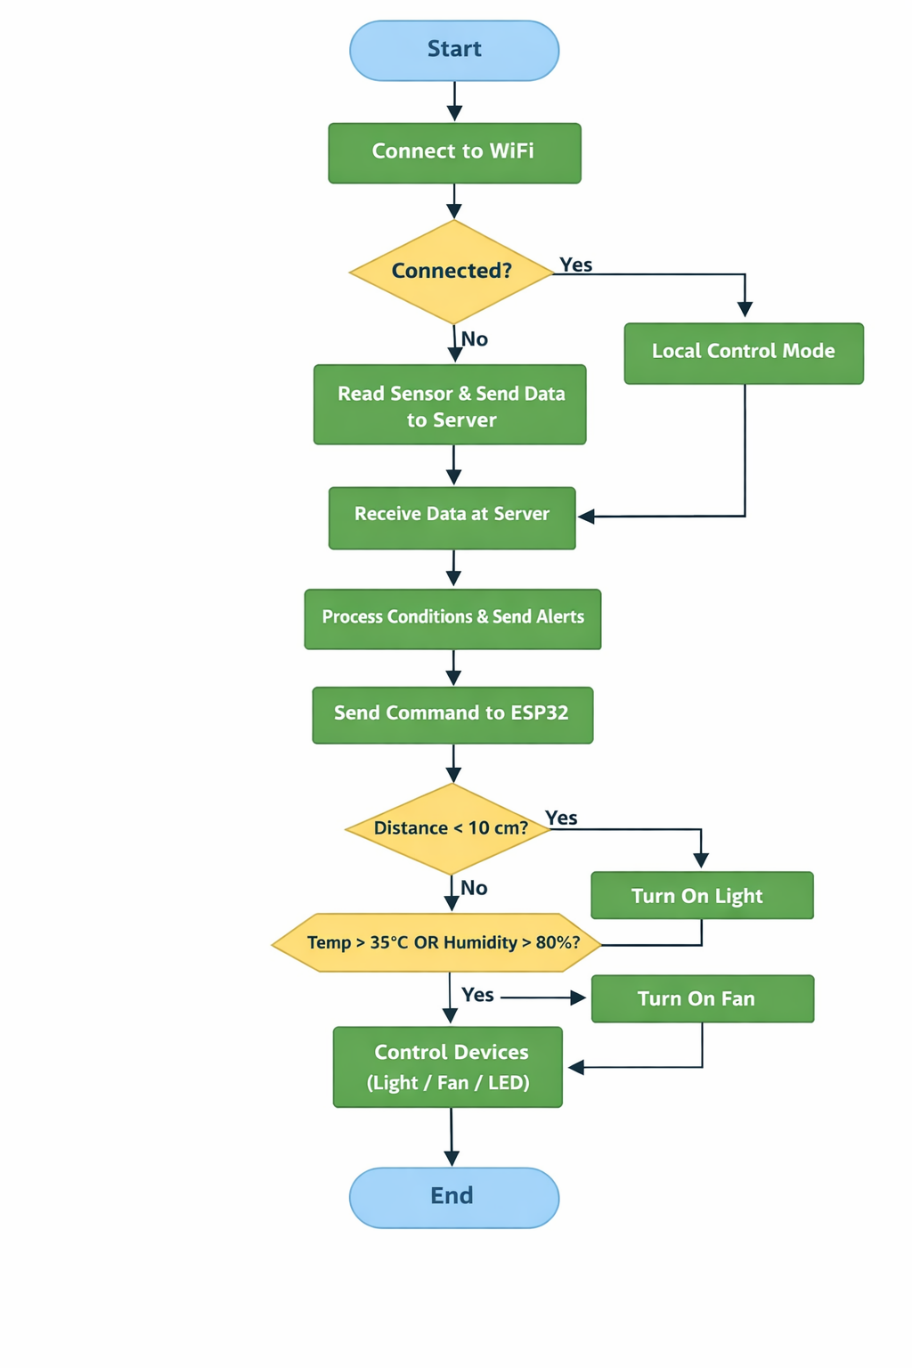 Start
Connect to WiFi
Connected?
Yes
No
Local Control Mode
Read Sensor & Send Data
to Server
Receive Data at Server
Process Conditions & Send Alerts
Send Command to ESP32
Distance < 10 cm?
Yes
No
Turn On Light
Temp > 35°C OR Humidity > 80%?
Yes
Turn On Fan
Control Devices
(Light / Fan / LED)
End